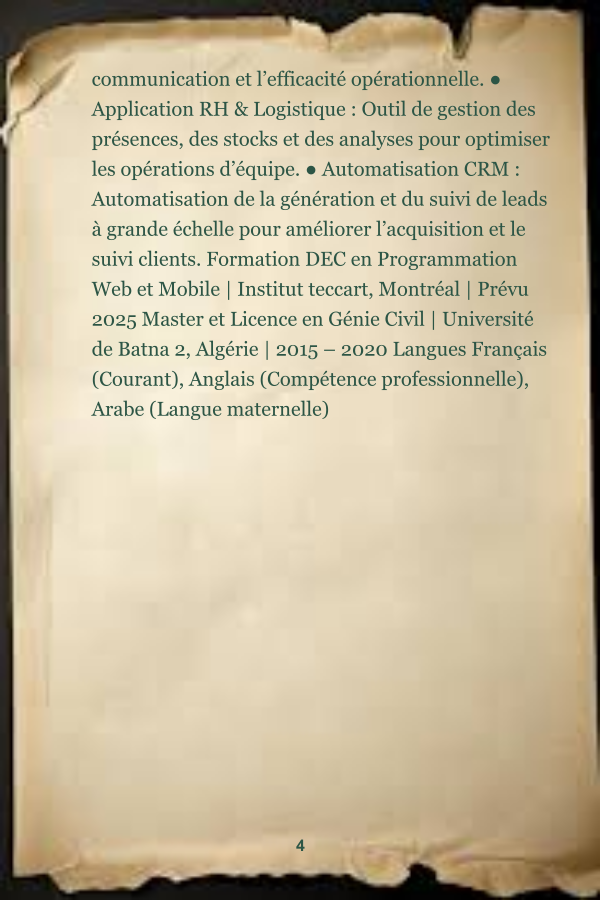 communication et l’efficacité opérationnelle. ●
Application RH & Logistique : Outil de gestion des
présences, des stocks et des analyses pour optimiser
les opérations d’équipe. ● Automatisation CRM :
Automatisation de la génération et du suivi de leads
à grande échelle pour améliorer l’acquisition et le
suivi clients. Formation DEC en Programmation
Web et Mobile | Institut teccart, Montréal | Prévu
2025 Master et Licence en Génie Civil | Université
de Batna 2, Algérie | 2015 – 2020 Langues Français
(Courant), Anglais (Compétence professionnelle),
Arabe (Langue maternelle)
4